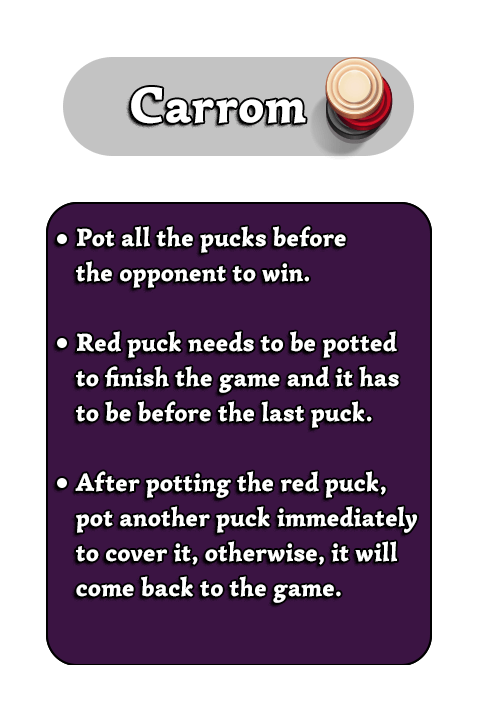 Carrom
• Pot all the pucks before
the opponent to win.
• Red puck needs to be potted
to finish the game and it has
to be before the last puck.
• After potting the red puck,
pot another puck immediately
to cover it, otherwise, it will
come back to the game.